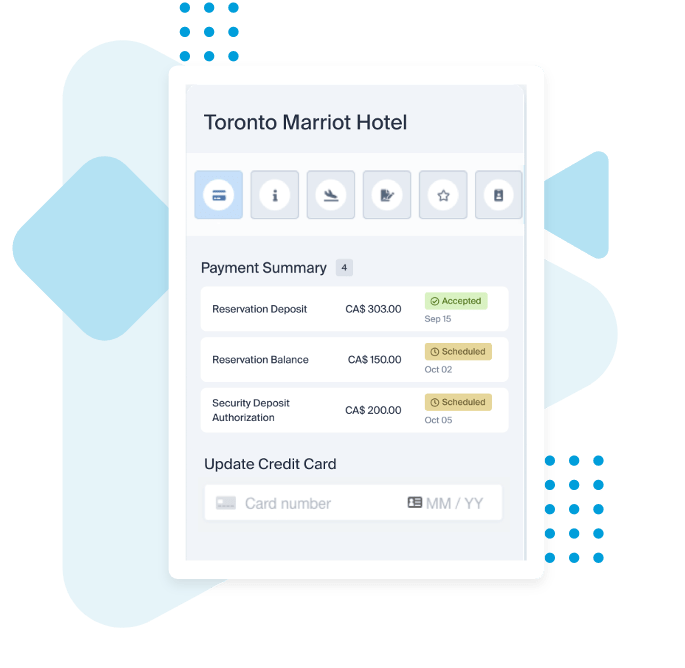 Toronto Marriot Hotel
Payment Summary 4
Reservation Deposit CA$ 303.00 Accepted
Sep 15
Reservation Balance CA$ 150.00 Scheduled
Oct 02
Security Deposit
Authorization CA$ 200.00 Scheduled
Oct 05
Update Credit Card
Card number MM / YY